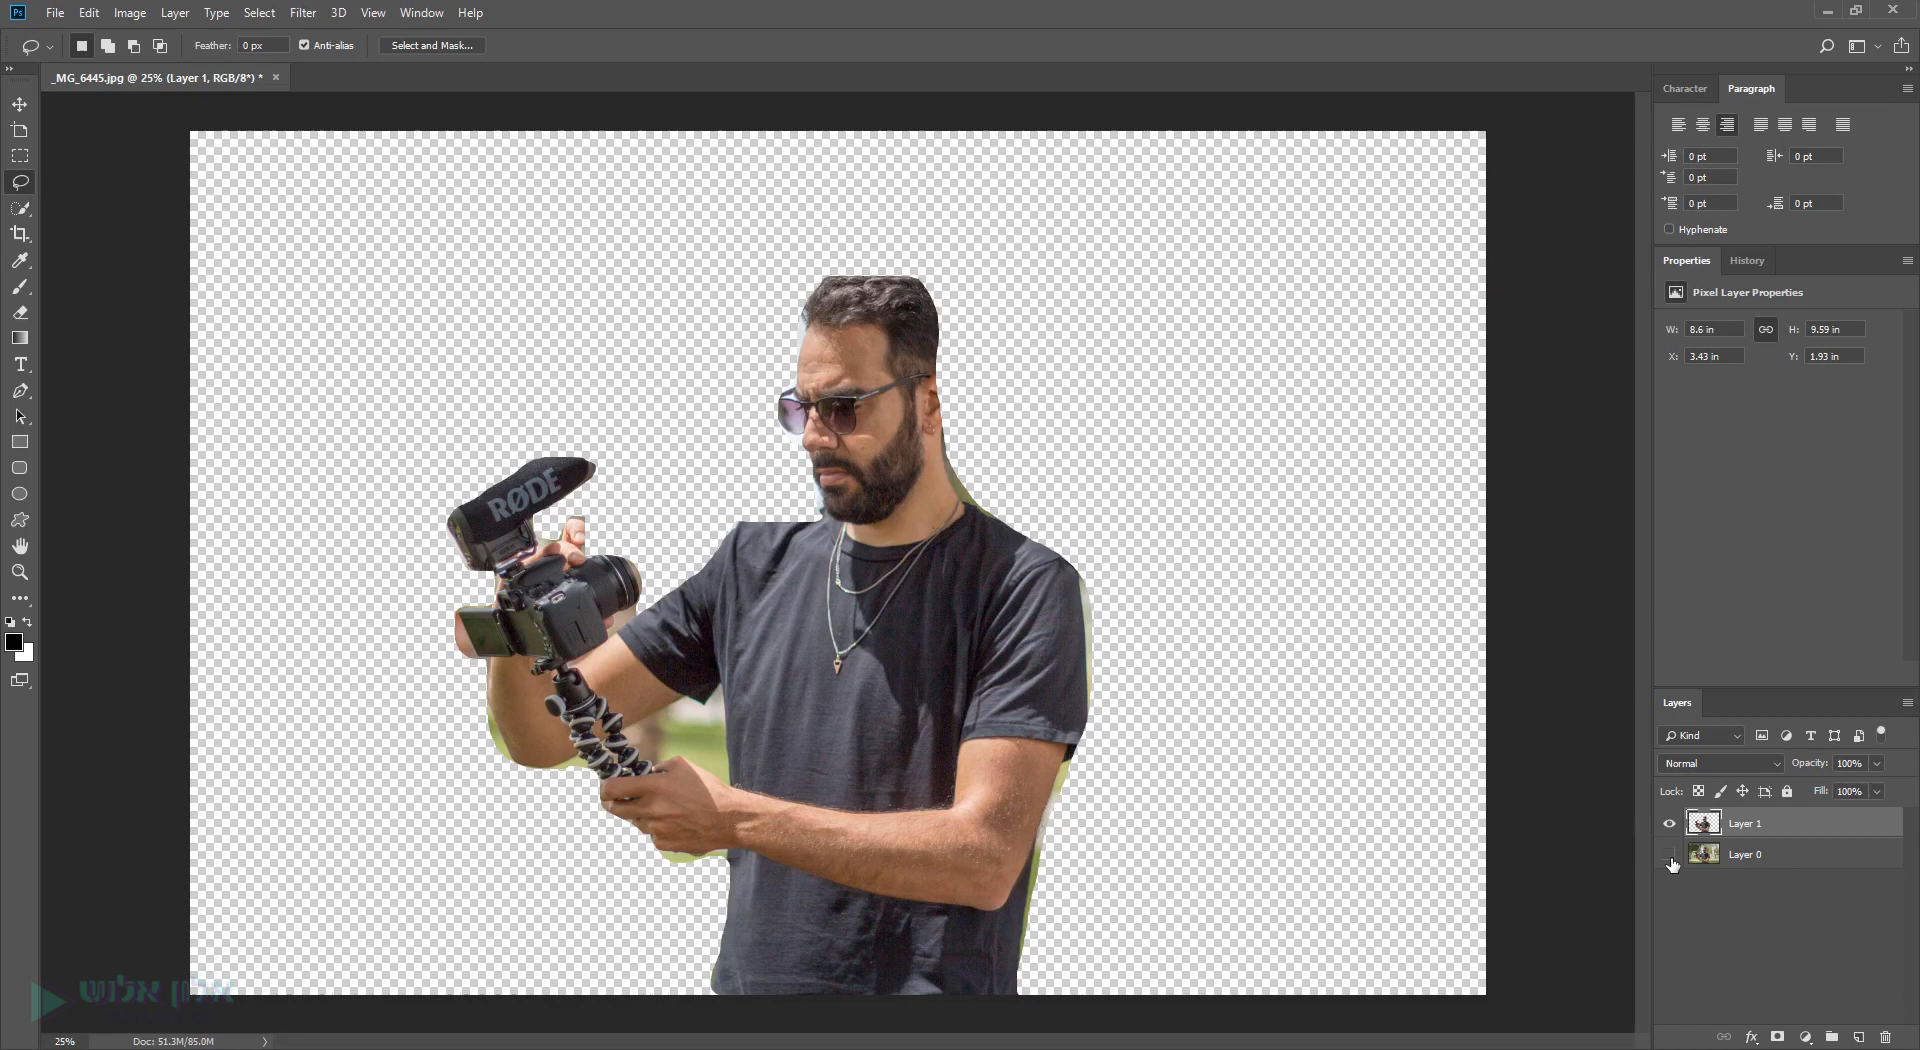 Ps File Edit Image Layer Type Select Filter 3D View Window Help
Feather: 0 px Anti-alias Select and Mask...
_MG_6445.jpg @ 25% (Layer 1, RGB/8*) *
Character Paragraph
0 pt 0 pt
0 pt
0 pt 0 pt
Hyphenate
Properties History
Pixel Layer Properties
W: 8.6 in H: 9.59 in
X: 3.43 in Y: 1.93 in
RØDE
Layers
Kind
Normal Opacity: 100%
Lock: Fill: 100%
Layer 1
Layer 0
אלון אלוש
25% Doc: 51.3M/85.0M